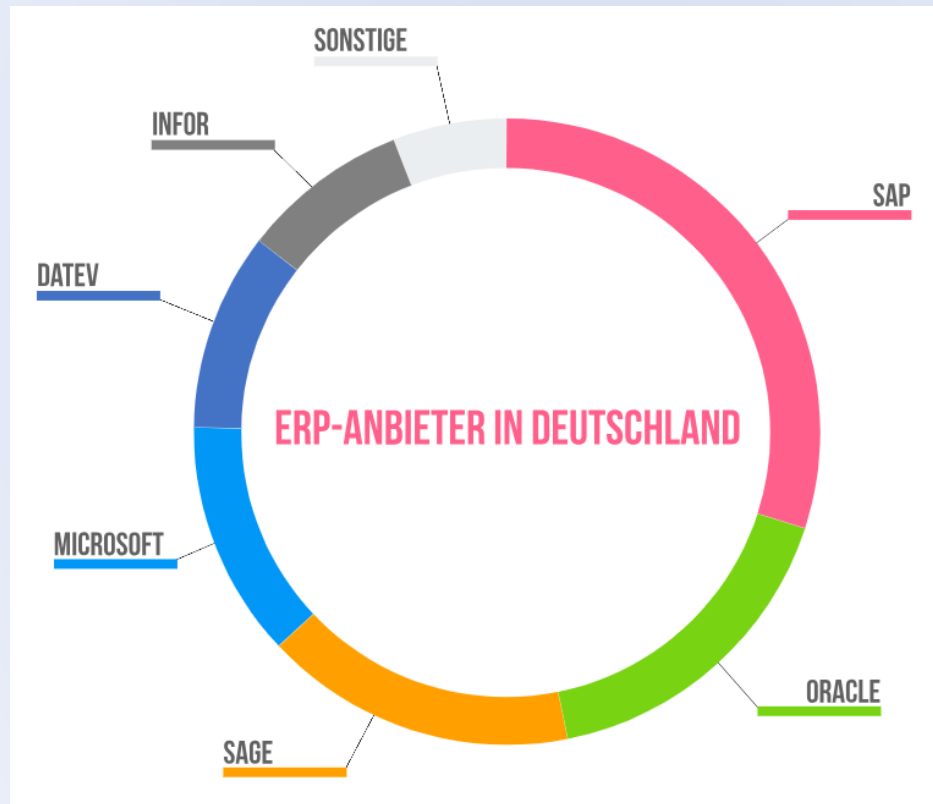 SONSTIGE
INFOR
SAP
DATEV
ERP-ANBIETER IN DEUTSCHLAND
MICROSOFT
ORACLE
SAGE